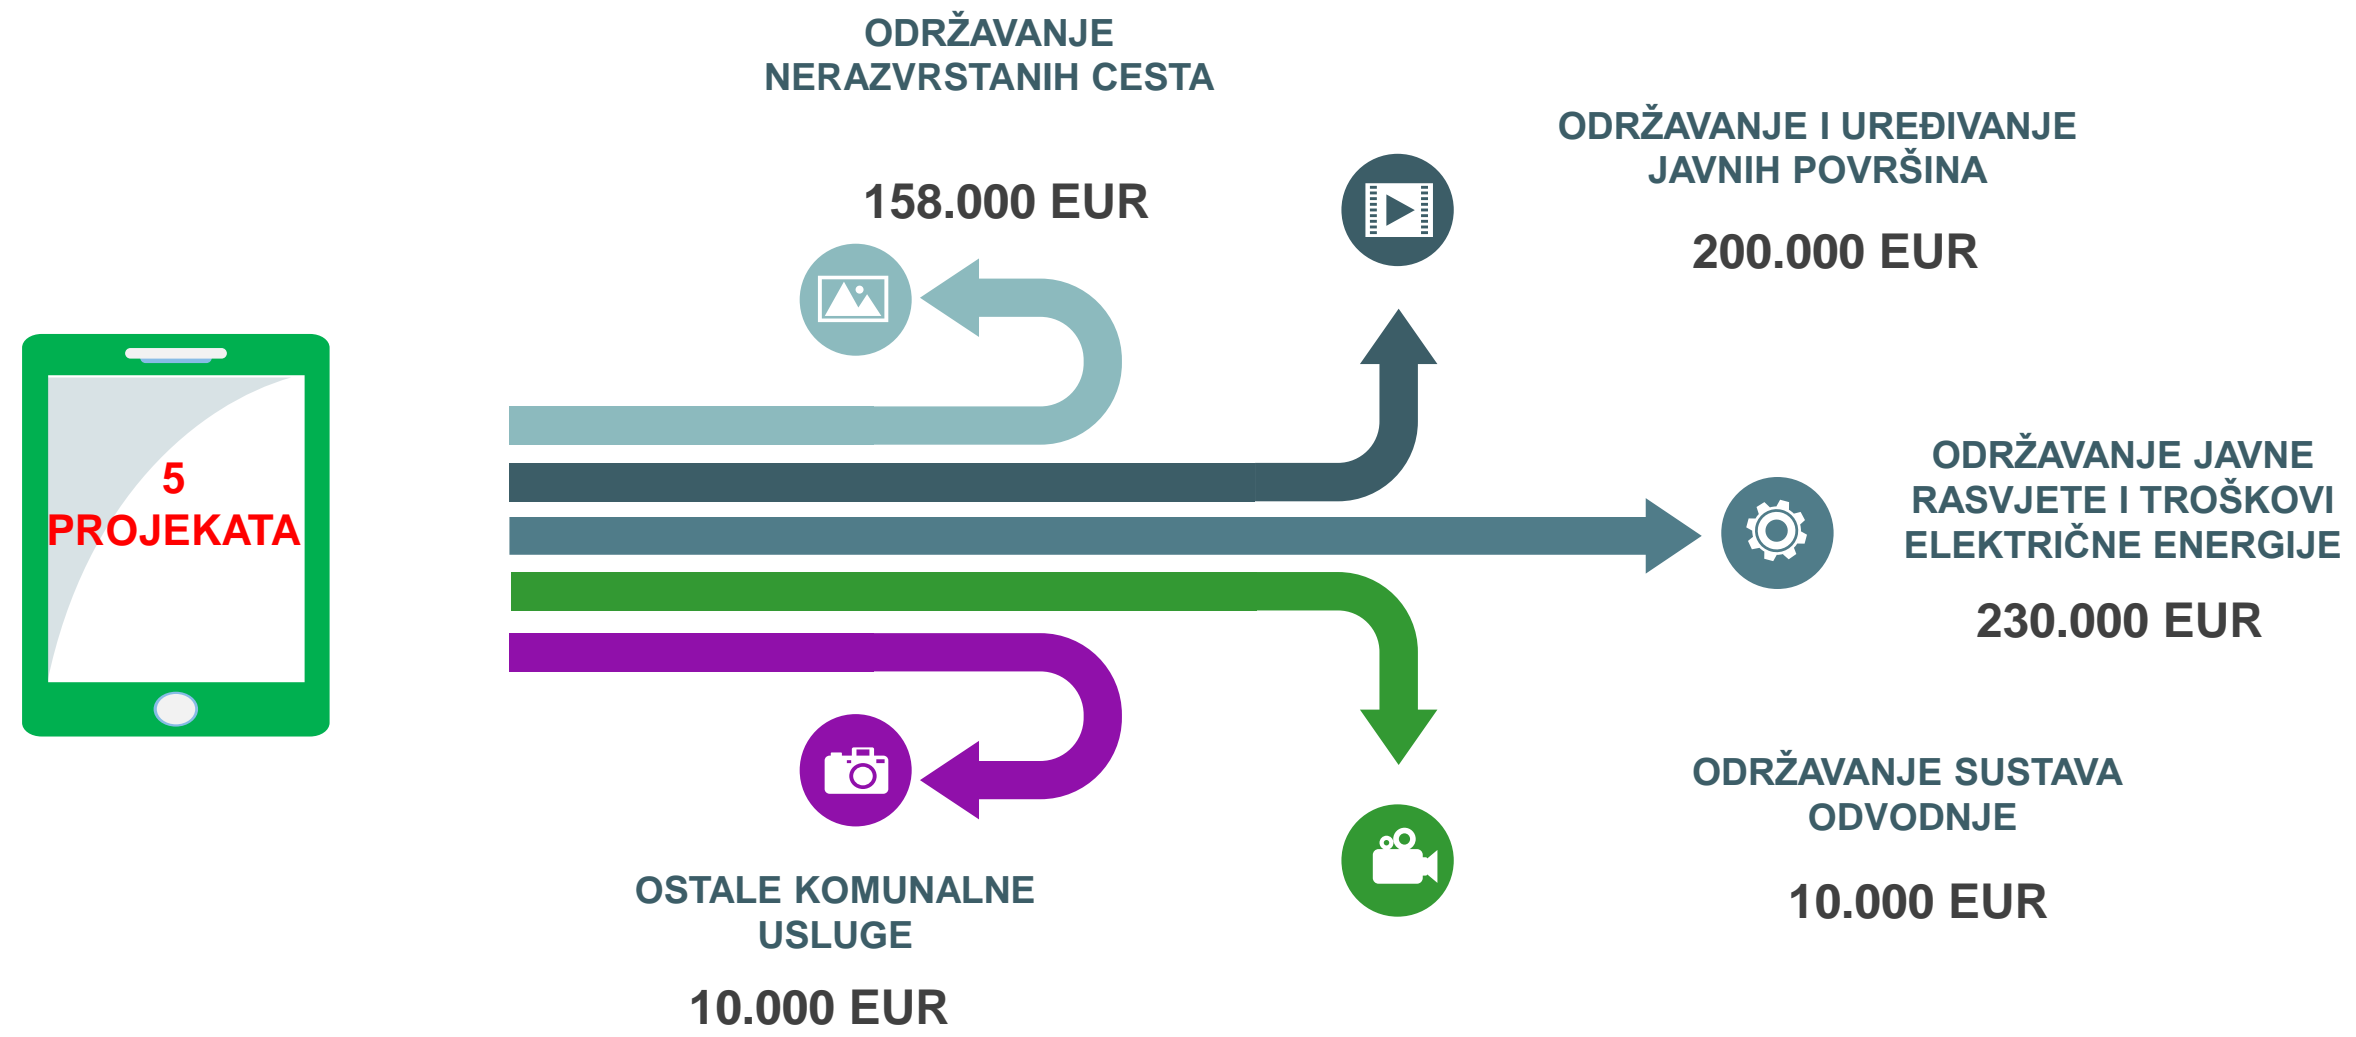 ODRŽAVANJE
NERAZVRSTANIH CESTA
158.000 EUR
ODRŽAVANJE I UREĐIVANJE
JAVNIH POVRŠINA
200.000 EUR
5
PROJEKATA
ODRŽAVANJE JAVNE
RASVJETE I TROŠKOVI
ELEKTRIČNE ENERGIJE
230.000 EUR
ODRŽAVANJE SUSTAVA
ODVODNJE
10.000 EUR
OSTALE KOMUNALNE
USLUGE
10.000 EUR